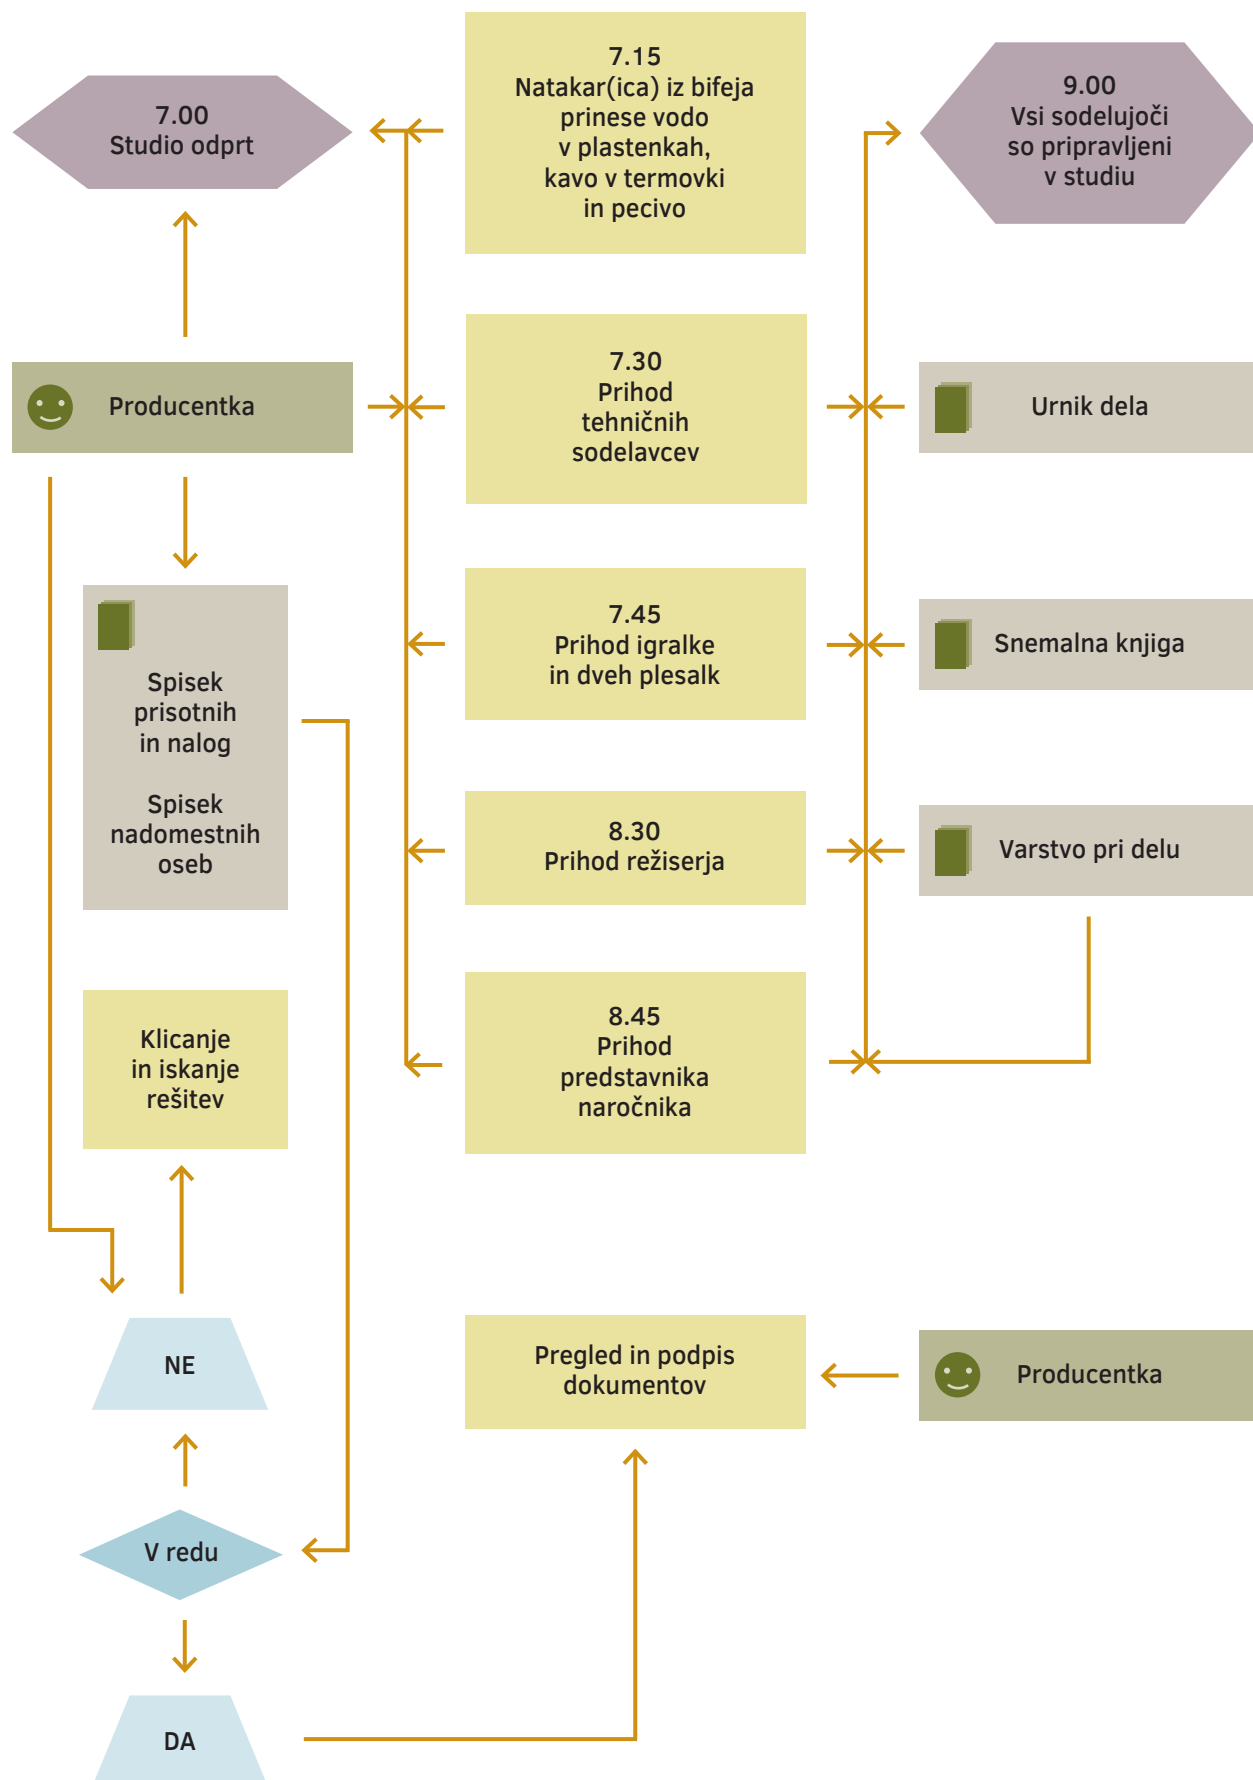 7.00
Studio odprt
7.15
Natakar(ica) iz bifeja
prinese vodo
v plastenkah,
kavo v termovki
in pecivo
9.00
Vsi sodelujoči
so pripravljeni
v studiu
Producentka
7.30
Prihod
tehničnih
sodelavcev
Urnik dela
Spisek
prisotnih
in nalog
Spisek
nadomestnih
oseb
7.45
Prihod igralke
in dveh plesalk
Snemalna knjiga
8.30
Prihod režiserja
Varstvo pri delu
Klicanje
in iskanje
rešitev
8.45
Prihod
predstavnika
naročnika
NE
Pregled in podpis
dokumentov
Producentka
V redu
DA